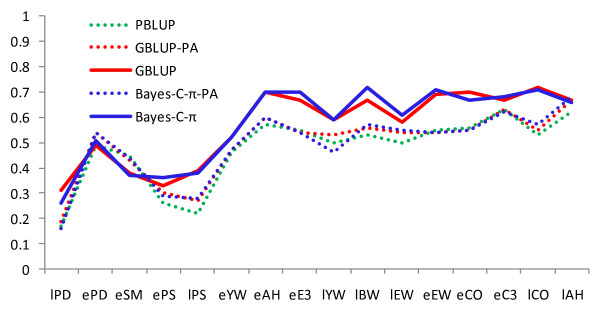 1
0.9
0.8
0.7
0.6
0.5
0.4
0.3
0.2
0.1
0
PBLUP
GBLUP-PA
GBLUP
Bayes-C-π-PA
Bayes-C-π
lPD ePD eSM ePS lPS eYW eAH eE3 lYW lBW lEW eEW eCO eC3 lCO lAH